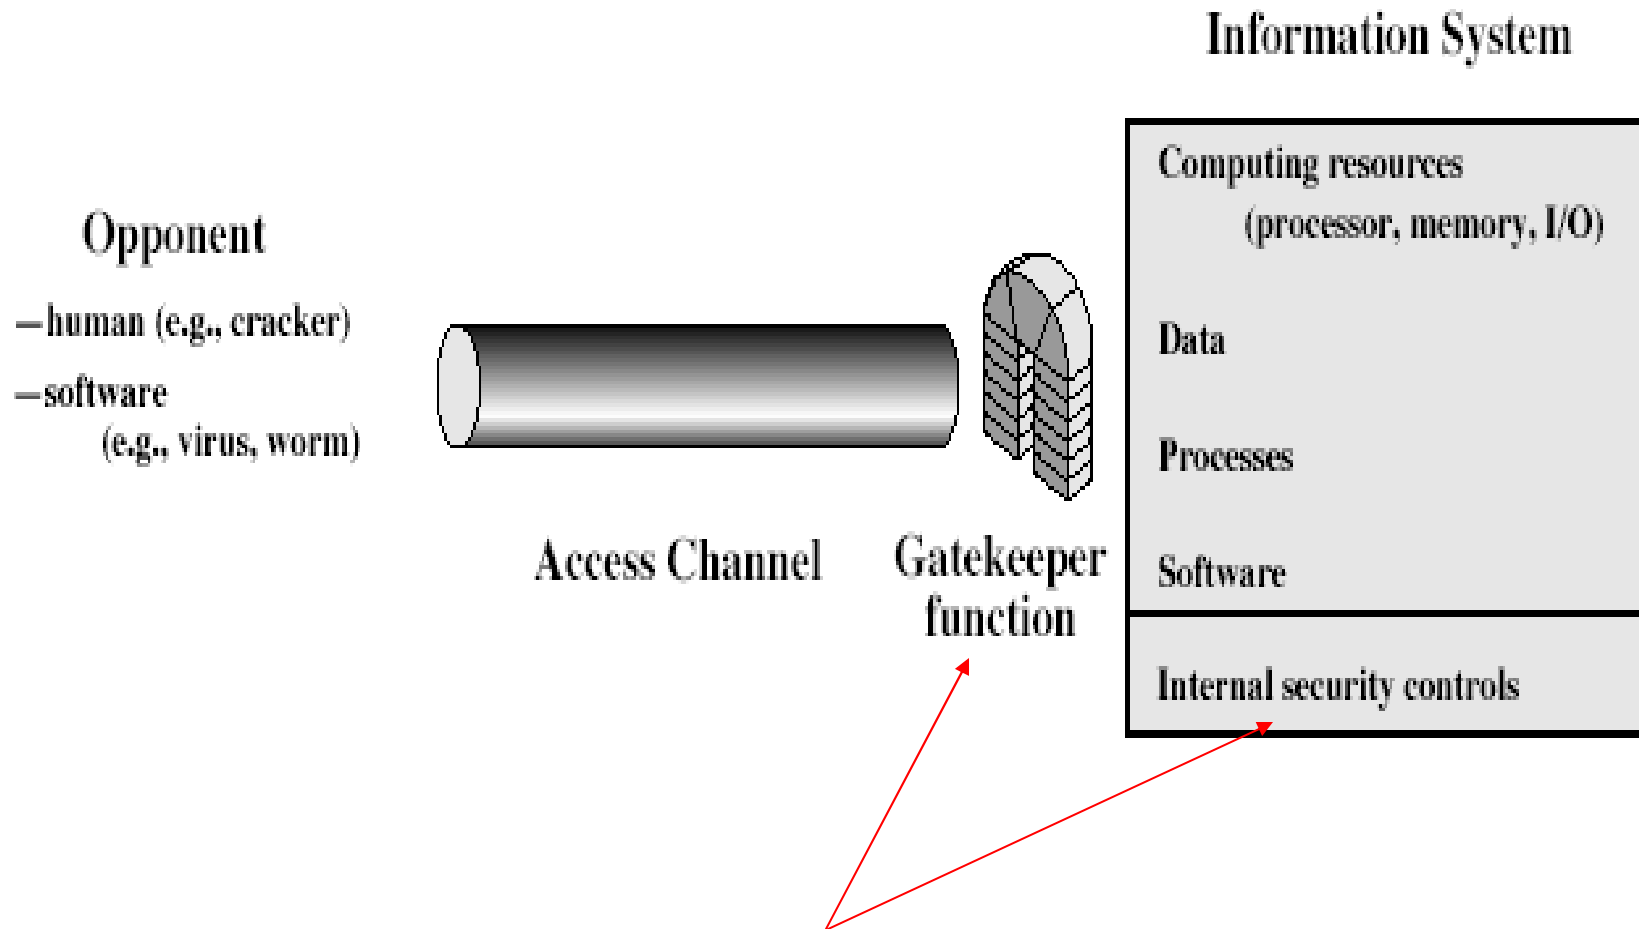 Information System
Opponent
—human (e.g., cracker)
—software
(e.g., virus, worm)
Access Channel
Gatekeeper
function
Computing resources
(processor, memory, I/O)
Data
Processes
Software
Internal security controls